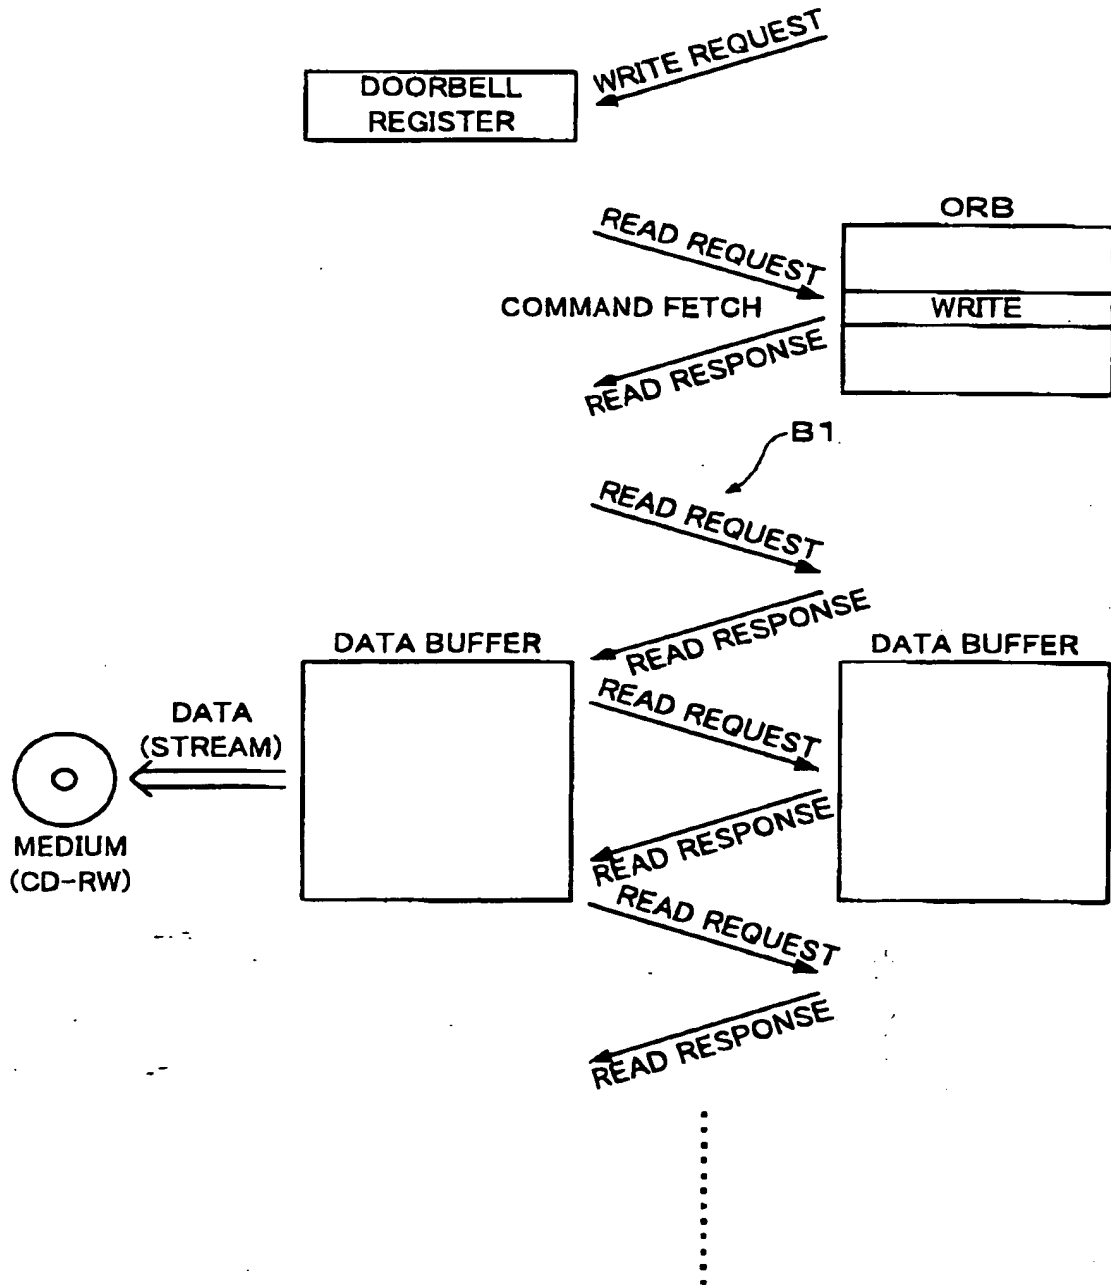 WRITE REQUEST
DOORBELL
REGISTER
ORB
READ REQUEST
COMMAND FETCH
WRITE
READ RESPONSE
B1
READ REQUEST
READ RESPONSE
DATA BUFFER
DATA BUFFER
READ REQUEST
DATA
(STREAM)
READ RESPONSE
MEDIUM
(CD-RW)
READ REQUEST
READ RESPONSE